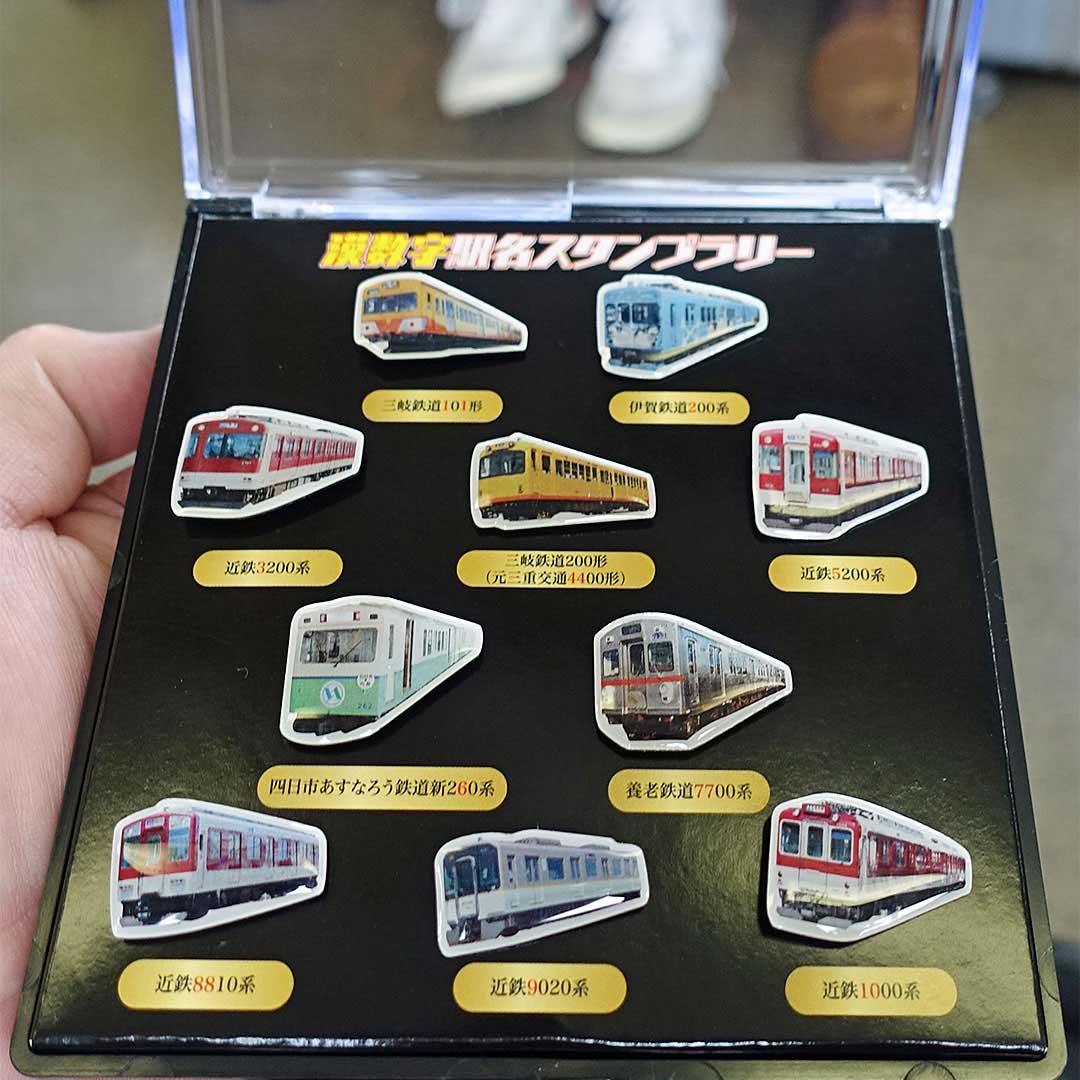 漢数字駅名スタンプラリー
三岐鉄道101形
伊賀鉄道200系
近鉄3200系
三岐鉄道200形
(元三重交通4400形)
近鉄5200系
262
四日市あすなろう鉄道新260系
養老鉄道7700系
近鉄8810系
近鉄9020系
近鉄1000系